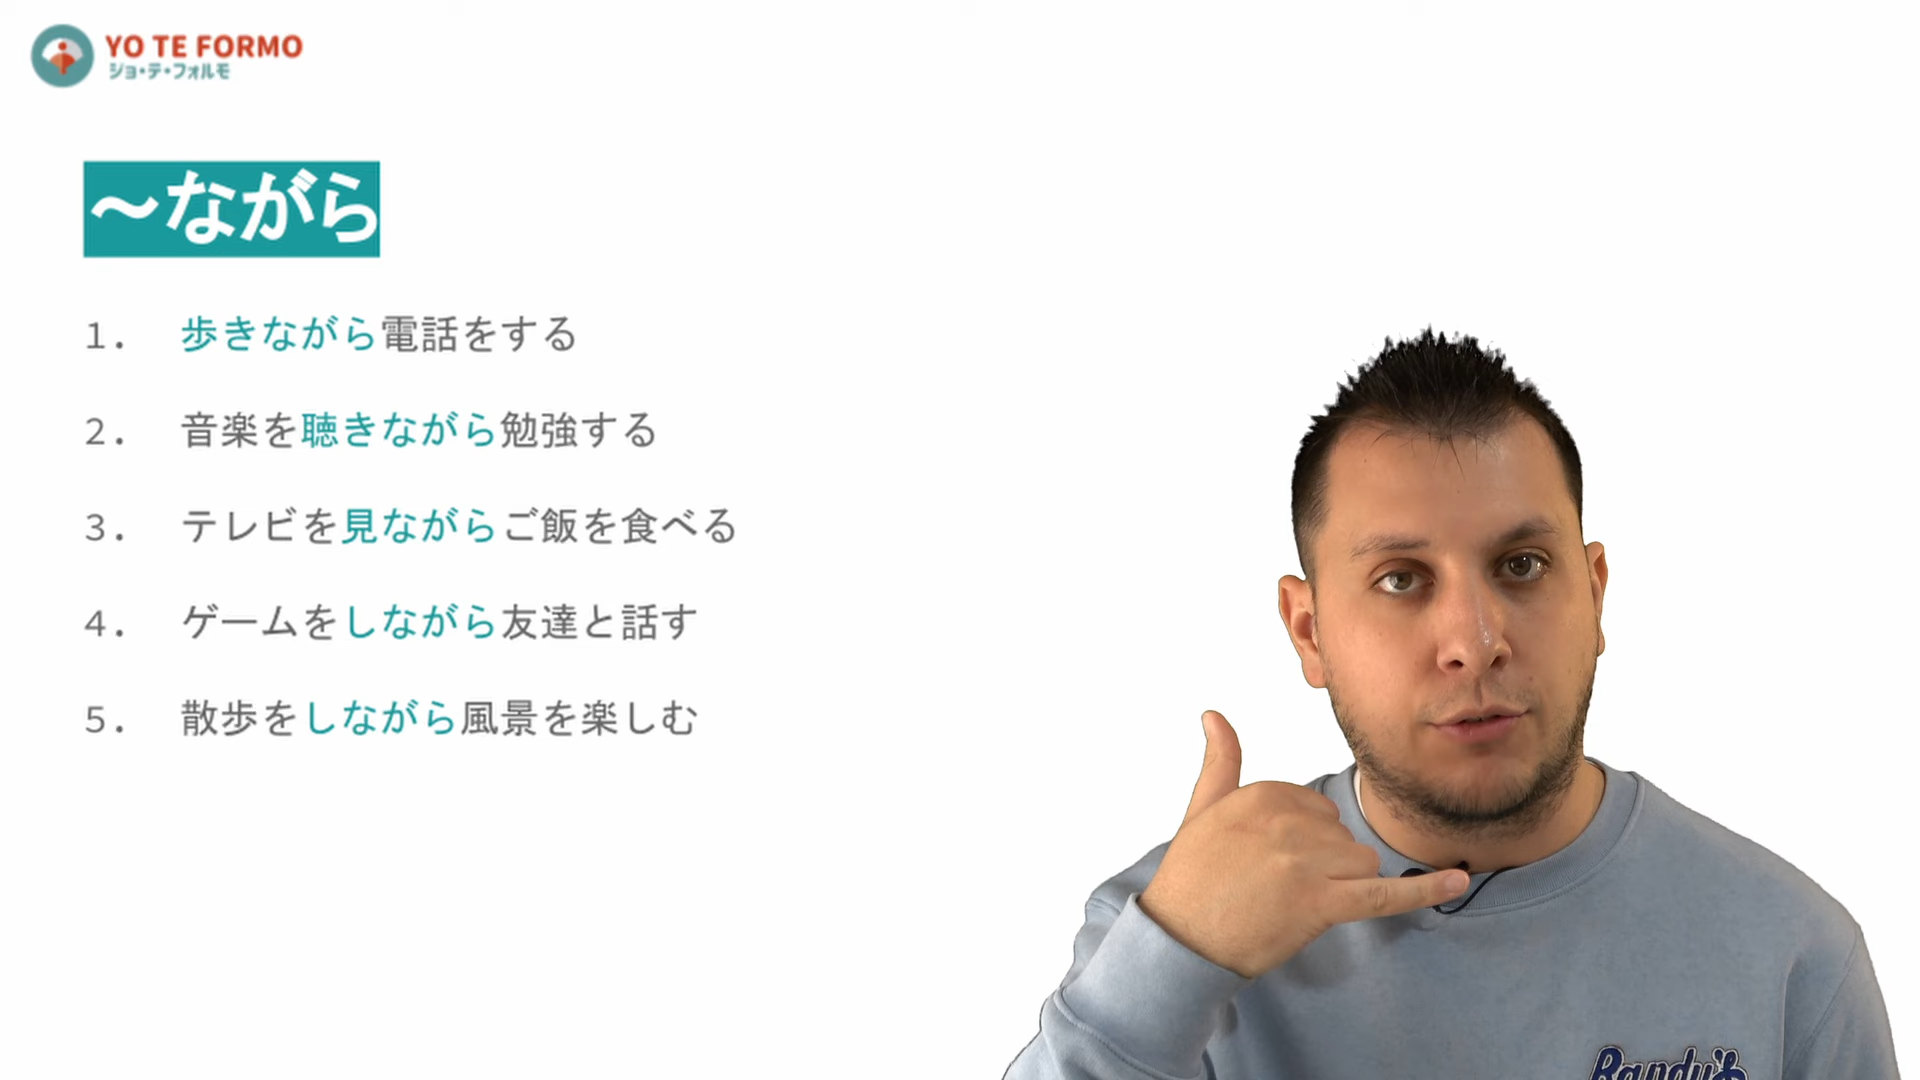 YO TE FORMO
ジョ・テ・フォルモ
～ながら
1. 歩きながら電話をする
2. 音楽を聴きながら勉強する
3. テレビを見ながらご飯を食べる
4. ゲームをしながら友達と話す
5. 散歩をしながら風景を楽しむ
Randy's